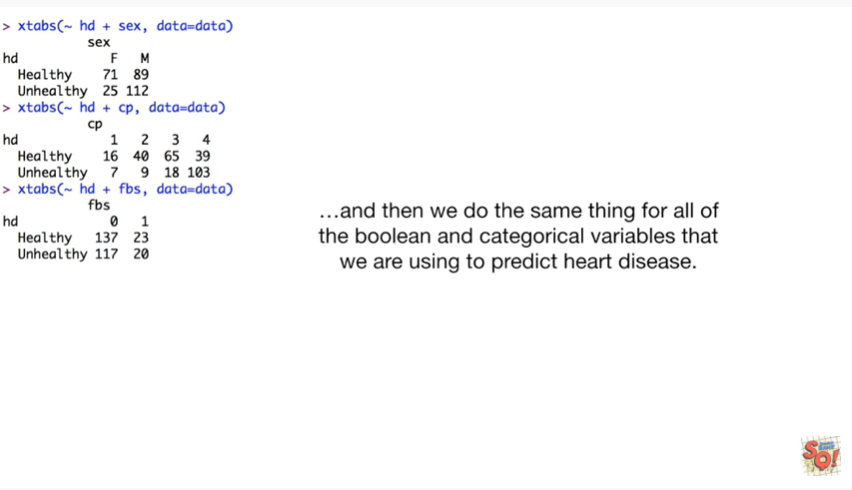 > xtabs(~ hd + sex, data=data)
sex
hd F M
Healthy 71 89
Unhealthy 25 112
> xtabs(~ hd + cp, data=data)
cp
hd 1 2 3 4
Healthy 16 40 65 39
Unhealthy 7 9 18 103
> xtabs(~ hd + fbs, data=data)
fbs
hd 0 1
Healthy 137 23
Unhealthy 117 20
…and then we do the same thing for all of
the boolean and categorical variables that
we are using to predict heart disease.
SQ!